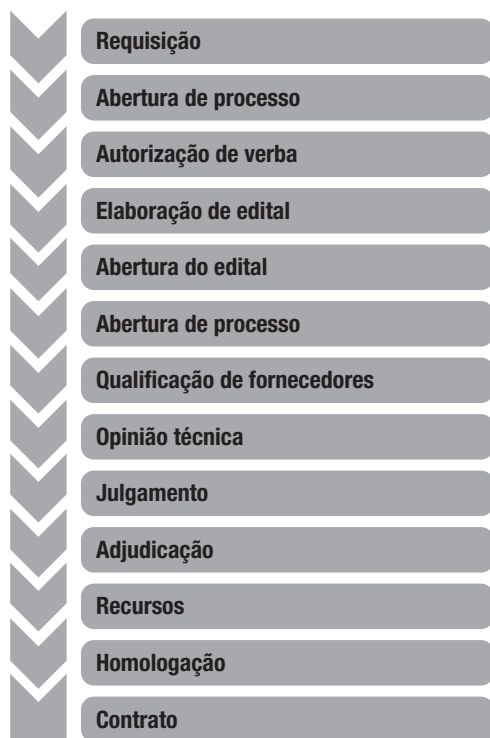 Requisição
Abertura de processo
Autorização de verba
Elaboração de edital
Abertura do edital
Abertura de processo
Qualificação de fornecedores
Opinião técnica
Julgamento
Adjudicação
Recursos
Homologação
Contrato